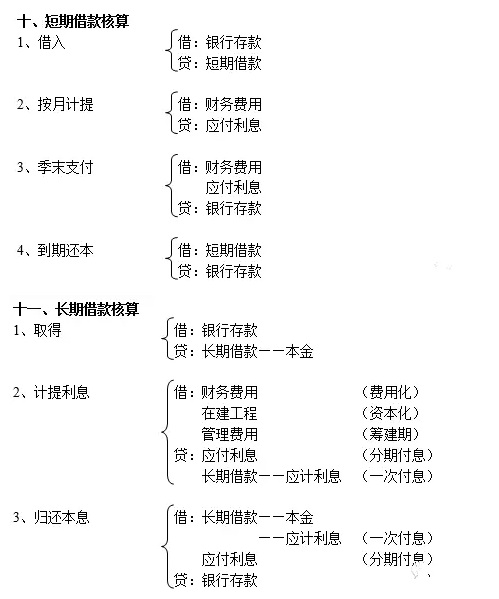 十、短期借款核算
1、借入 借：银行存款
贷：短期借款
2、按月计提 借：财务费用
贷：应付利息
3、季末支付 借：财务费用
应付利息
贷：银行存款
4、到期还本 借：短期借款
贷：银行存款
十一、长期借款核算
1、取得 借：银行存款
贷：长期借款——本金
2、计提利息 借：财务费用 （费用化）
在建工程 （资本化）
管理费用 （筹建期）
贷：应付利息 （分期付息）
长期借款——应计利息 （一次付息）
3、归还本息 借：长期借款——本金
——应计利息 （一次付息）
应付利息 （分期付息）
贷：银行存款